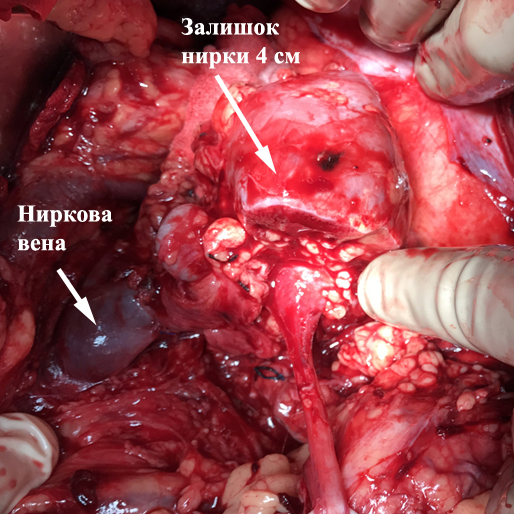 Залишок
нирки 4 см
Ниркова
вена